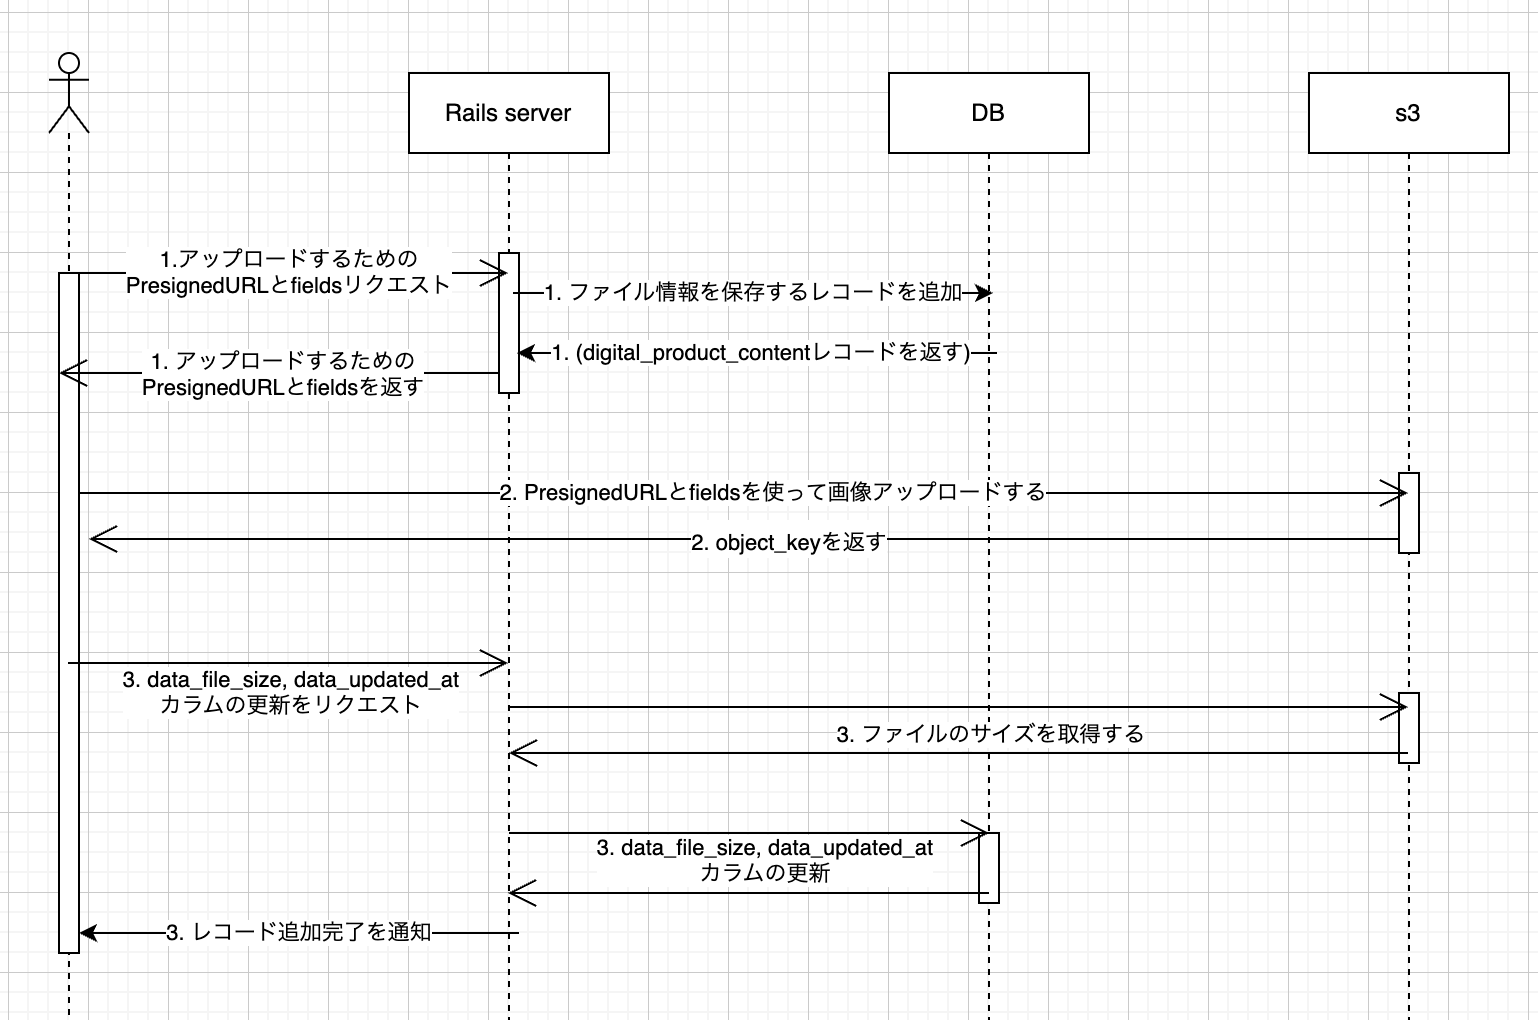 Rails server
DB
s3
1.アップロードするための
PresignedURLとfieldsリクエスト
1. ファイル情報を保存するレコードを追加
1. (digital_product_contentレコードを返す)
1. アップロードするための
PresignedURLとfieldsを返す
2. PresignedURLとfieldsを使って画像アップロードする
2. object_keyを返す
3. data_file_size, data_updated_at
カラムの更新をリクエスト
3. ファイルのサイズを取得する
3. data_file_size, data_updated_at
カラムの更新
3. レコード追加完了を通知